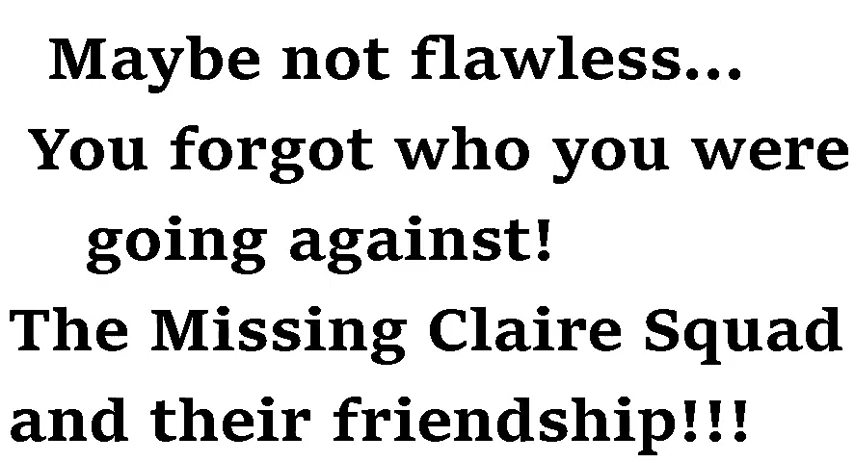 Maybe not flawless...
You forgot who you were
going against!
The Missing Claire Squad
and their friendship!!!